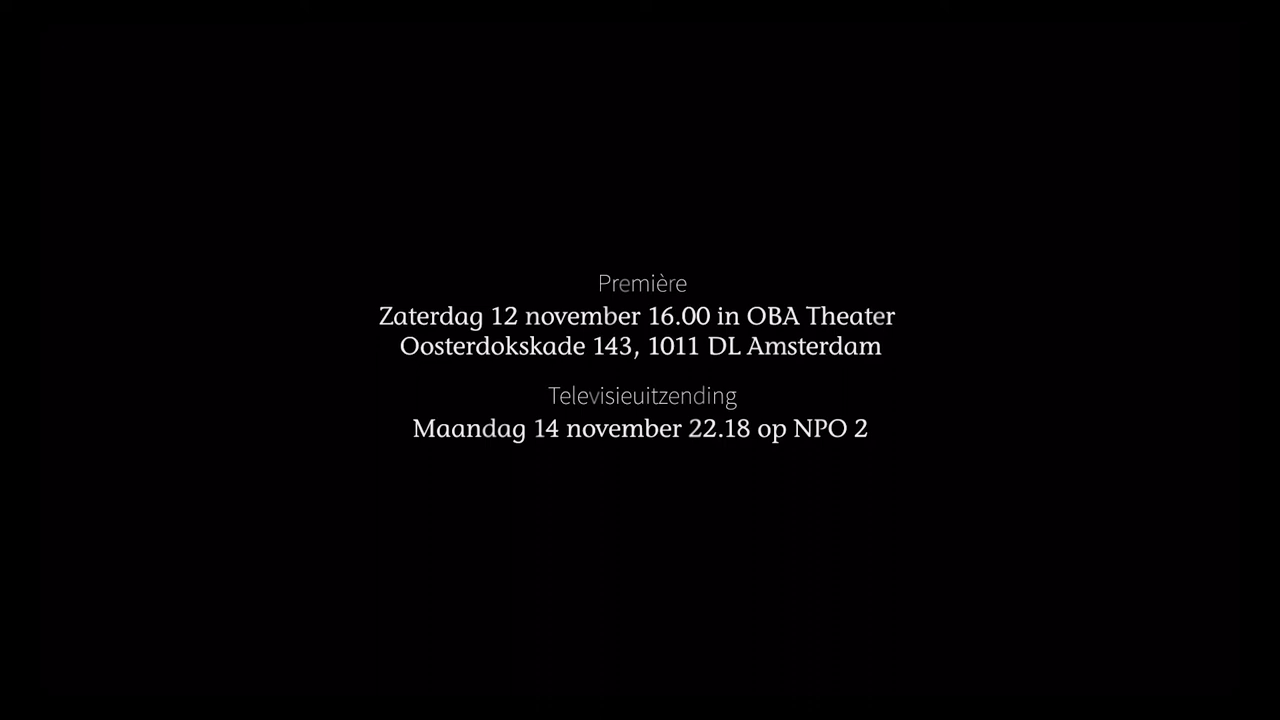 Première
Zaterdag 12 november 16.00 in OBA Theater
Oosterdokskade 143, 1011 DL Amsterdam
Televisieuitzending
Maandag 14 november 22.18 op NPO 2